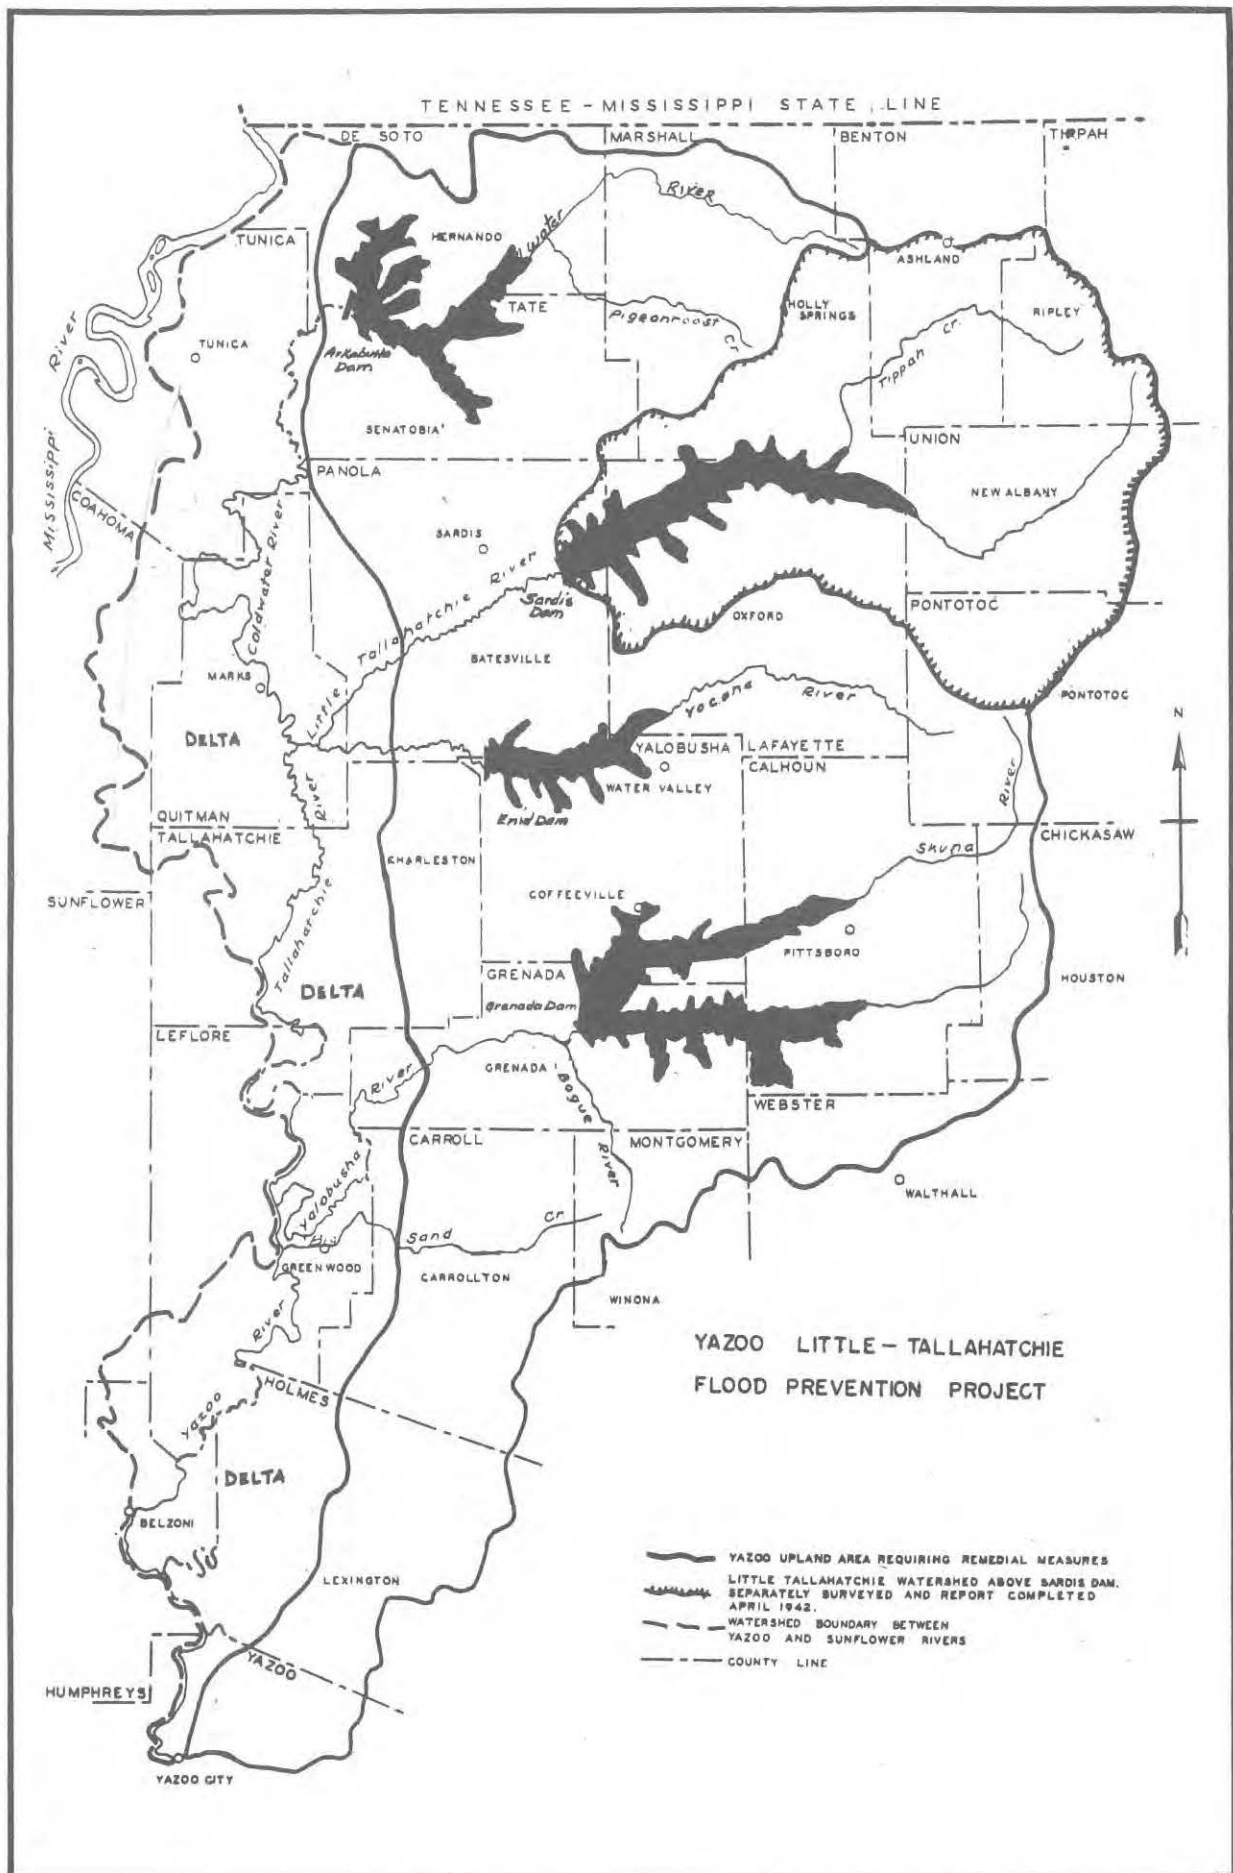 TENNESSEE - MISSISSIPPI STATE LINE
DE SOTO
MARSHALL
BENTON
TIPPAH
TUNICA
HERNANDO
Water
RIVER
ASHLAND
TATE
Pigeonroost
Cr.
HOLLY
SPRINGS
RIPLEY
Tippah Cr.
TUNICA
Arkabutla
Dam
Mississippi River
SENATOBIA
UNION
PANOLA
COAHOMA
NEW ALBANY
SARDIS
Coldwater River
Little Tallahatchie River
Sardis
Dam
OXFORD
PONTOTOC
BATESVILLE
MARKS
PONTOTOC
Yocona River
N
DELTA
YALOBUSHA
LAFAYETTE
CALHOUN
WATER VALLEY
River
QUITMAN
TALLAHATCHIE
Enid Dam
CHICKASAW
Skuna River
CHARLESTON
SUNFLOWER
COFFEEVILLE
Tallahatchie
PITTSBORO
GRENADA
HOUSTON
DELTA
Grenada Dam
LEFLORE
GRENADA
River
Bogue River
WEBSTER
CARROLL
MONTGOMERY
Yalobusha
WALTHALL
Sand Cr.
GREENWOOD
CARROLLTON
WINONA
River
YAZOO LITTLE - TALLAHATCHIE
FLOOD PREVENTION PROJECT
HOLMES
Yazoo
DELTA
BELZONI
LEXINGTON
YAZOO UPLAND AREA REQUIRING REMEDIAL MEASURES
LITTLE TALLAHATCHIE WATERSHED ABOVE SARDIS DAM.
SEPARATELY SURVEYED AND REPORT COMPLETED
APRIL 1942.
WATERSHED BOUNDARY BETWEEN
YAZOO AND SUNFLOWER RIVERS
COUNTY LINE
YAZOO
HUMPHREYS
YAZOO CITY